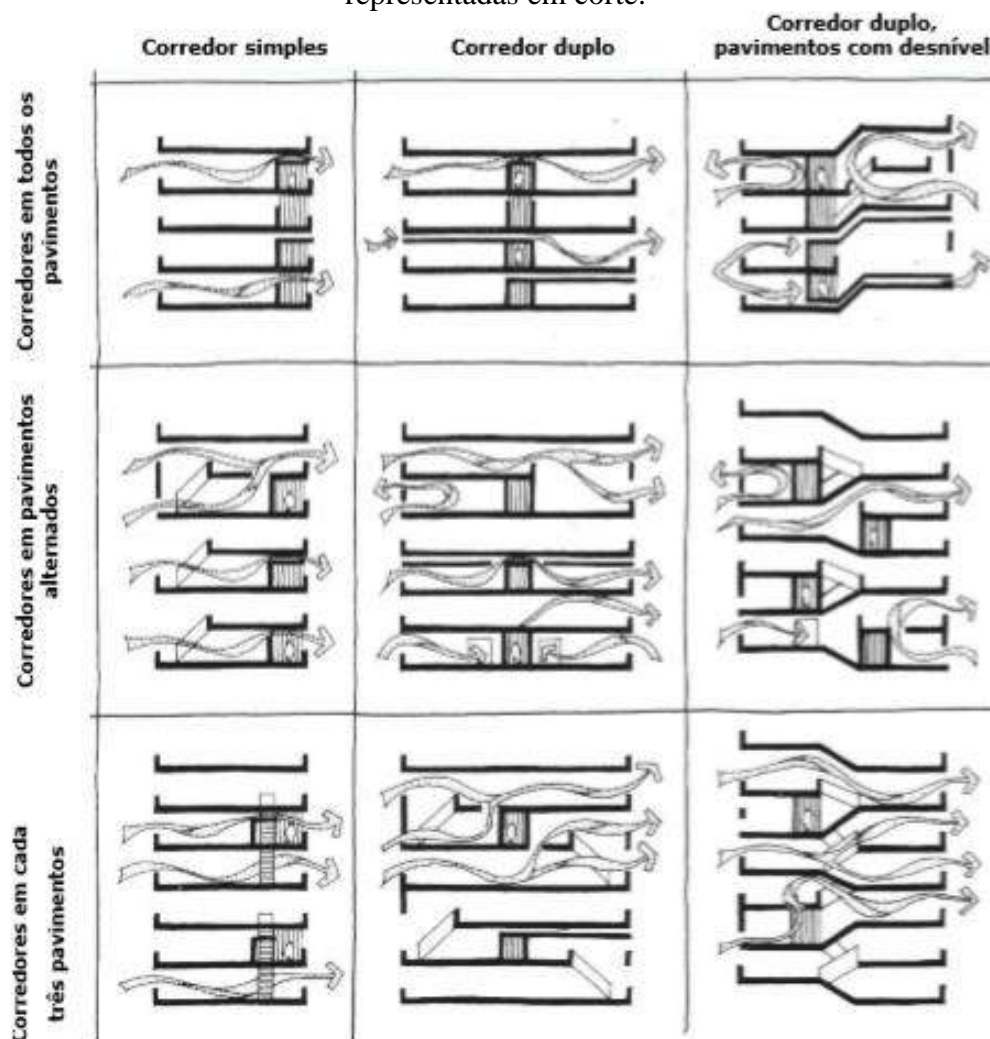 representadas em corte.
Corredor simples
Corredor duplo
Corredor duplo,
pavimentos com desnível
Corredores em todos os
pavimentos
Corredores em pavimentos
alternados
Corredores em cada
três pavimentos